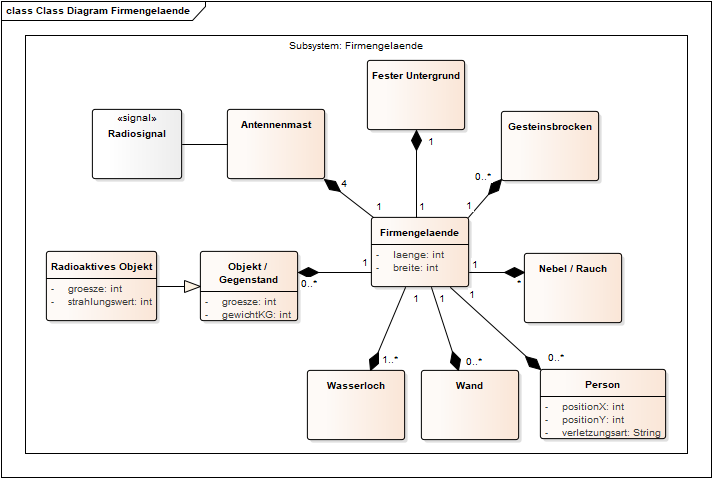 class Class Diagram Firmengelaende
Subsystem: Firmengelaende
Fester Untergrund
«signal»
Radiosignal
Antennenmast
Gesteinsbrocken
1
0..*
4
1
1
1
Firmengelaende
- laenge: int
- breite: int
Radioaktives Objekt
- groesze: int
- strahlungswert: int
Objekt /
Gegenstand
- groesze: int
- gewichtKG: int
0..*
1
1
*
Nebel / Rauch
1
1
1
1..*
0..*
0..*
Wasserloch
Wand
Person
- positionX: int
- positionY: int
- verletzungsart: String